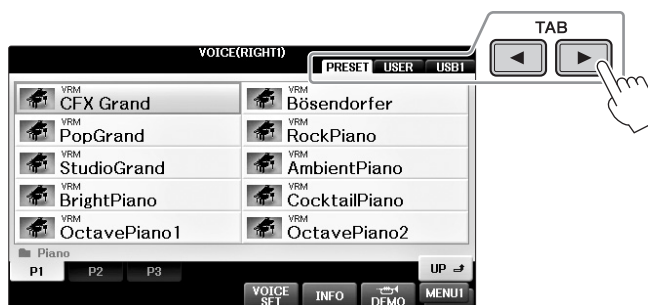 TAB
VOICE(RIGHT1)
PRESET USER USB1
VRM VRM
CFX Grand Bösendorfer
VRM VRM
PopGrand RockPiano
VRM VRM
StudioGrand AmbientPiano
VRM VRM
BrightPiano CocktailPiano
VRM VRM
OctavePiano1 OctavePiano2
Piano
P1 P2 P3 UP
VOICE SET INFO DEMO MENU1